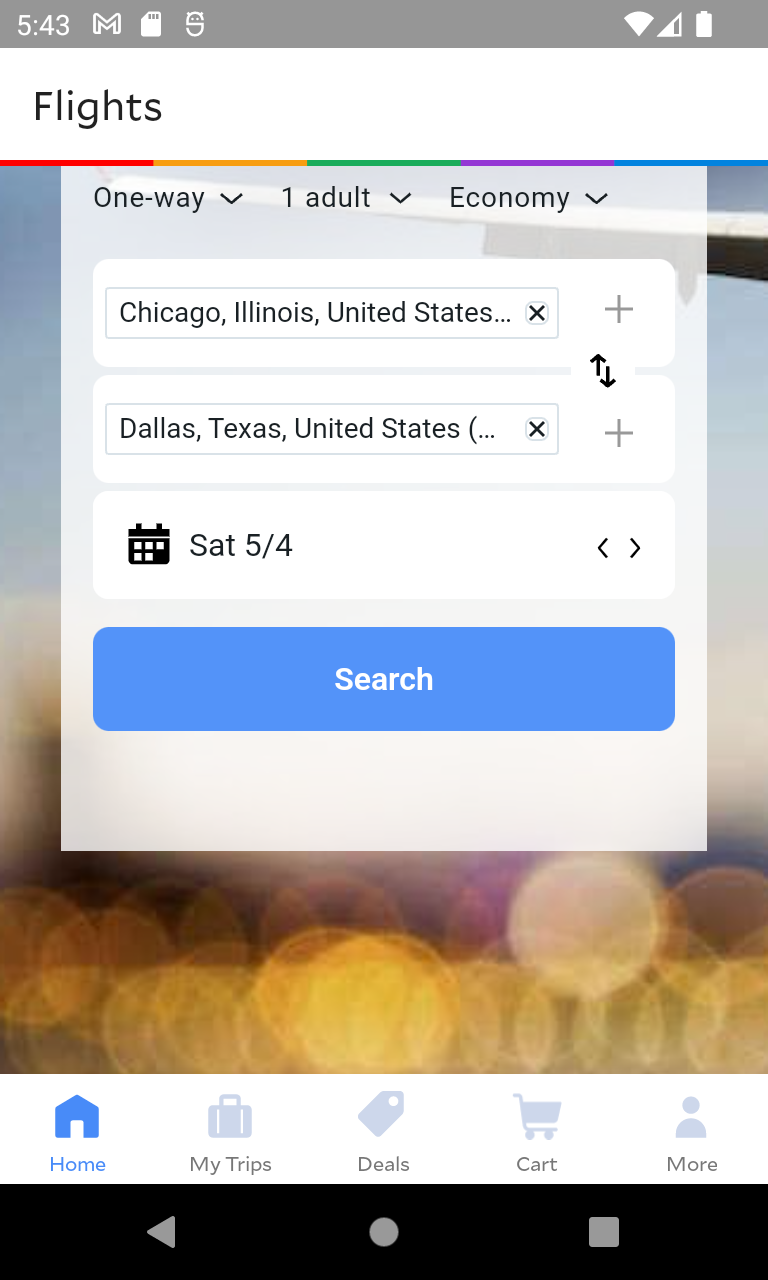 5:43
Flights
One-way 1 adult Economy
Chicago, Illinois, United States...
Dallas, Texas, United States (...
Sat 5/4
Search
Home My Trips Deals Cart More